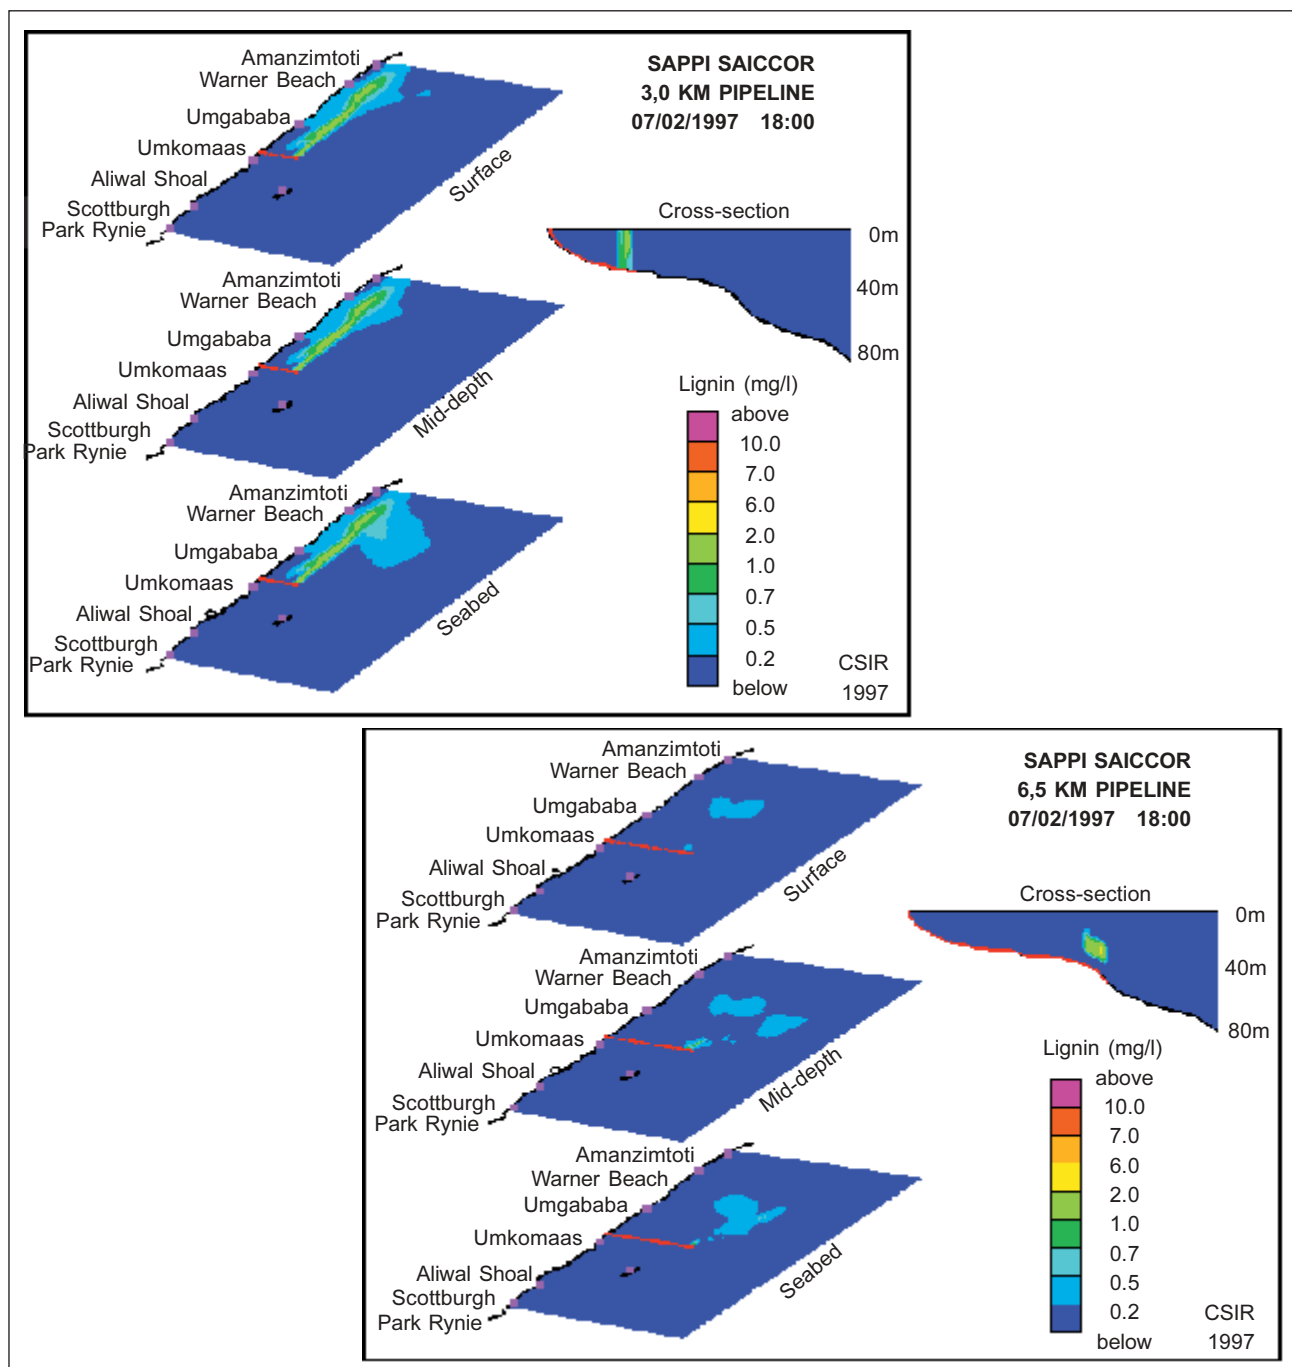 Amanzimtoti
Warner Beach
Umgababa
Umkomaas
Aliwal Shoal
Scottburgh
Park Rynie
Surface
SAPPI SAICCOR
3,0 KM PIPELINE
07/02/1997 18:00
Cross-section
0m
40m
80m
Amanzimtoti
Warner Beach
Umgababa
Umkomaas
Aliwal Shoal
Scottburgh
Park Rynie
Mid-depth
Amanzimtoti
Warner Beach
Umgababa
Umkomaas
Aliwal Shoal
Scottburgh
Park Rynie
Seabed
Lignin (mg/l)
above
10.0
7.0
6.0
2.0
1.0
0.7
0.5
0.2
below
CSIR
1997
Amanzimtoti
Warner Beach
Umgababa
Umkomaas
Aliwal Shoal
Scottburgh
Park Rynie
Surface
SAPPI SAICCOR
6,5 KM PIPELINE
07/02/1997 18:00
Cross-section
0m
40m
80m
Amanzimtoti
Warner Beach
Umgababa
Umkomaas
Aliwal Shoal
Scottburgh
Park Rynie
Mid-depth
Amanzimtoti
Warner Beach
Umgababa
Umkomaas
Aliwal Shoal
Scottburgh
Park Rynie
Seabed
Lignin (mg/l)
above
10.0
7.0
6.0
2.0
1.0
0.7
0.5
0.2
below
CSIR
1997